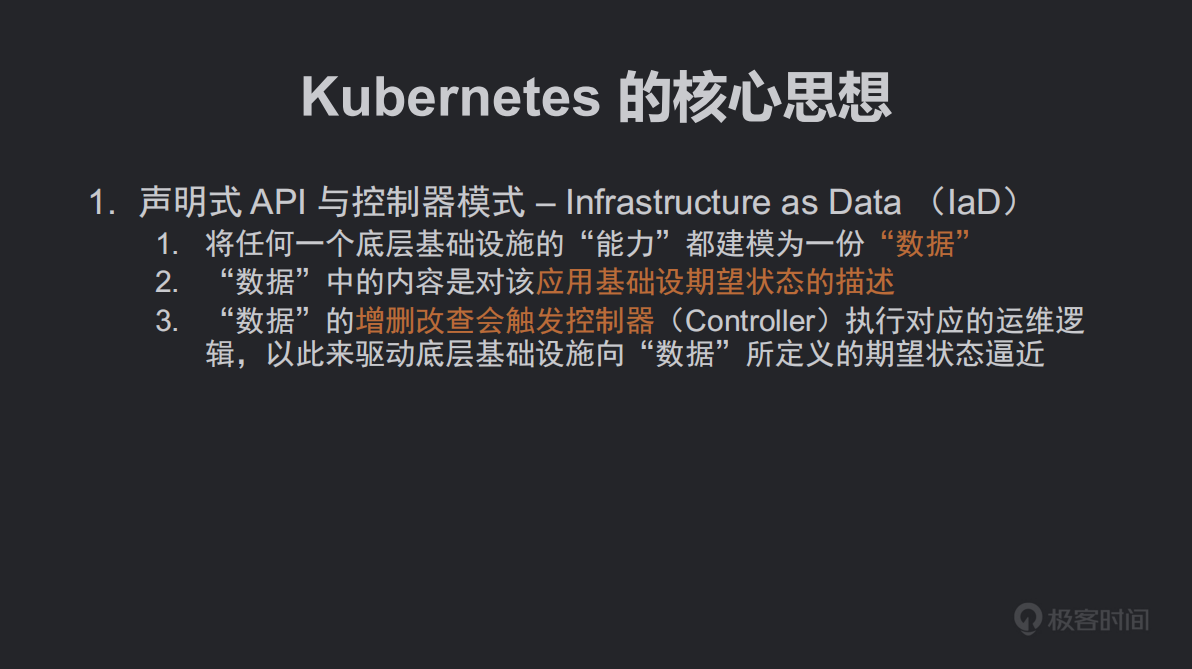 Kubernetes 的核心思想
1. 声明式 API 与控制器模式 – Infrastructure as Data （IaD）
1. 将任何一个底层基础设施的“能力”都建模为一份“数据”
2. “数据”中的内容是对该应用基础设期望状态的描述
3. “数据”的增删改查会触发控制器（Controller）执行对应的运维逻
辑，以此来驱动底层基础设施向“数据”所定义的期望状态逼近
极客时间